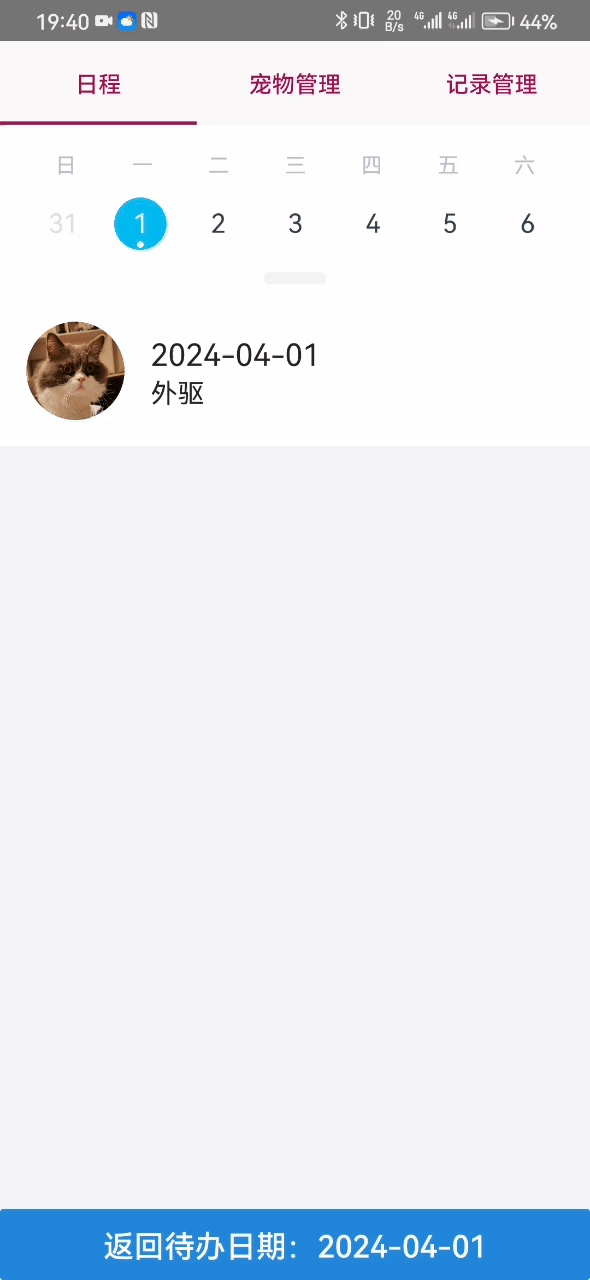 19:40 20 B/s 4G 4G 44%
日程 宠物管理 记录管理
日 一 二 三 四 五 六
31 1 2 3 4 5 6
2024-04-01
外驱
返回待办日期：2024-04-01